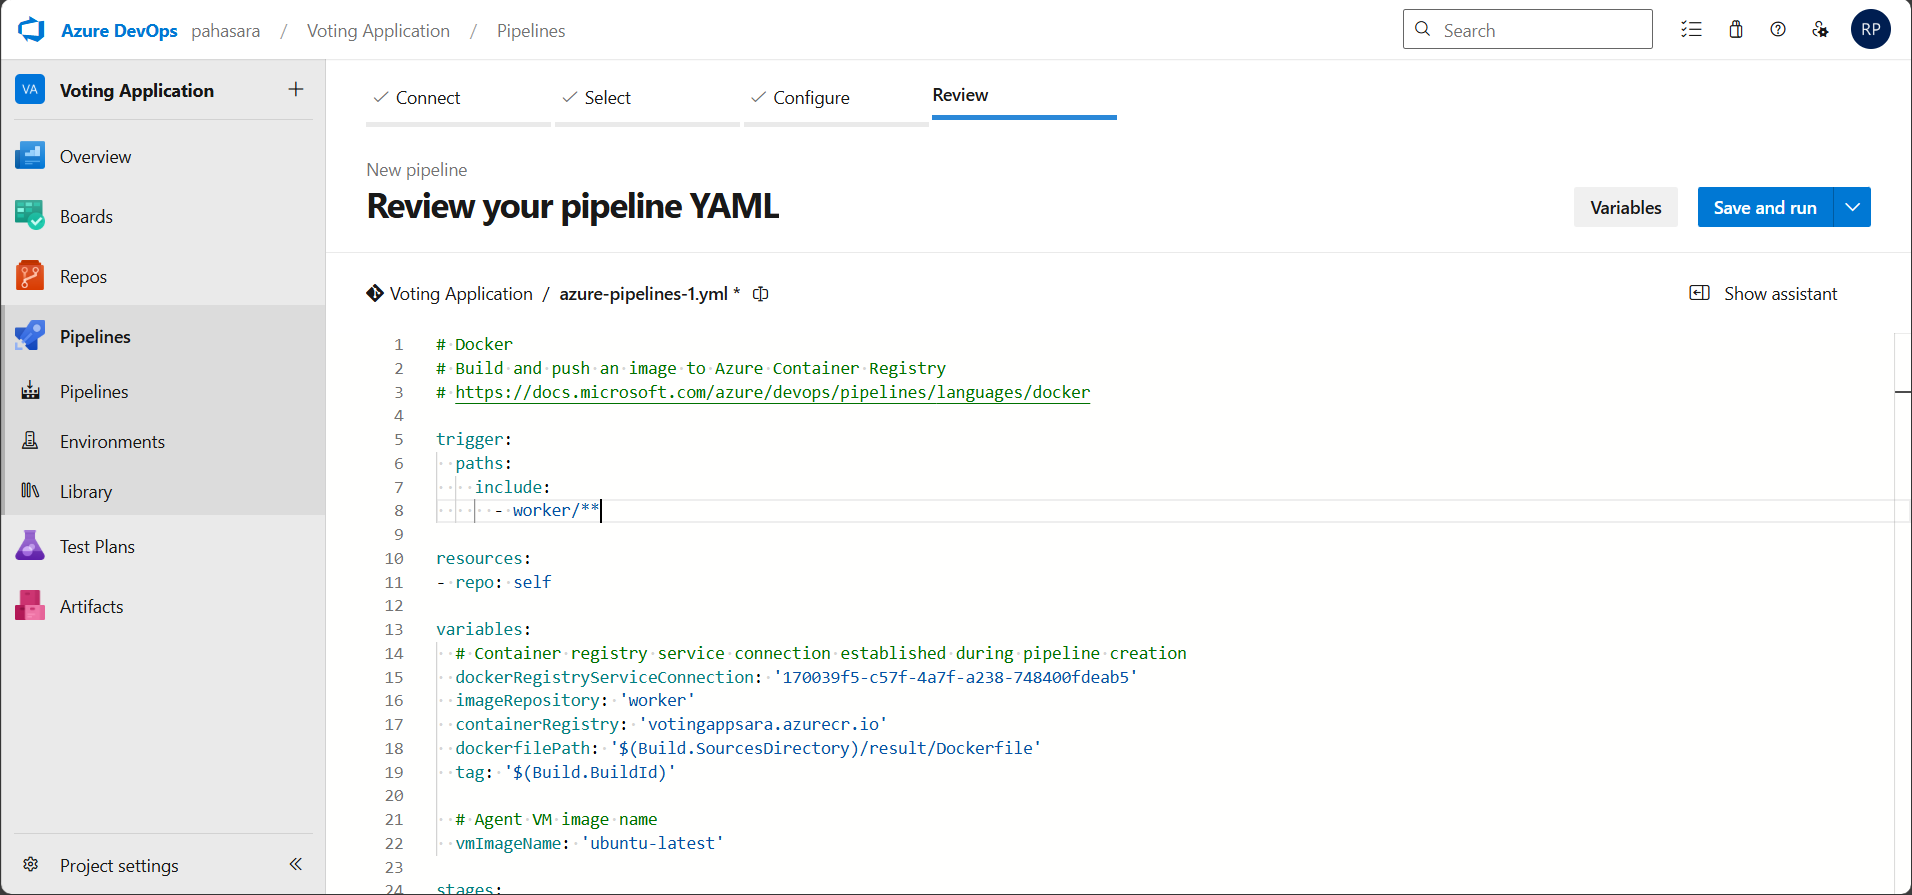 Azure DevOps pahasara / Voting Application / Pipelines
Search
RP
VA Voting Application
Overview
Boards
Repos
Pipelines
Pipelines
Environments
Library
Test Plans
Artifacts
Project settings
Connect
Select
Configure
Review
New pipeline
Review your pipeline YAML
Variables
Save and run
Voting Application / azure-pipelines-1.yml *
Show assistant
1 # Docker
2 # Build and push an image to Azure Container Registry
3 # https://docs.microsoft.com/azure/devops/pipelines/languages/docker
4
5 trigger:
6   paths:
7     include:
8       - worker/**
9
10 resources:
11 - repo: self
12
13 variables:
14   # Container registry service connection established during pipeline creation
15   dockerRegistryServiceConnection: '170039f5-c57f-4a7f-a238-748400fdeab5'
16   imageRepository: 'worker'
17   containerRegistry: 'votingappsara.azurecr.io'
18   dockerfilePath: '$(Build.SourcesDirectory)/result/Dockerfile'
19   tag: '$(Build.BuildId)'
20
21   # Agent VM image name
22   vmImageName: 'ubuntu-latest'
23
24 stages: